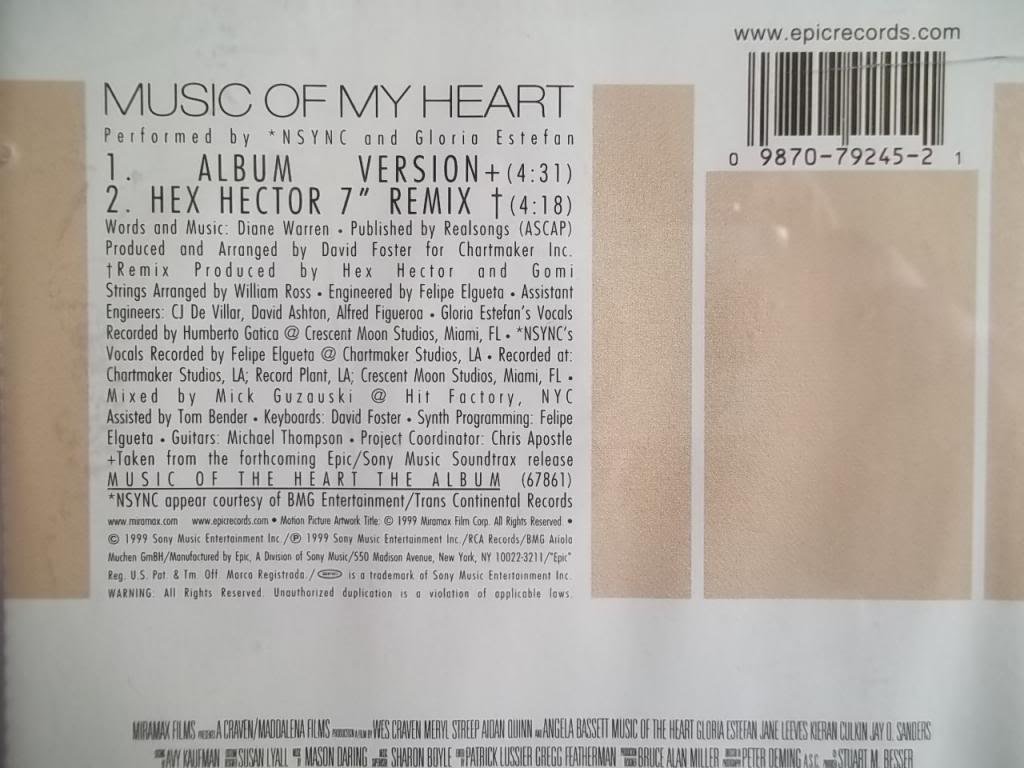 www.epicrecords.com
0 9870-79245-2 1
MUSIC OF MY HEART
Performed by *NSYNC and Gloria Estefan
1. ALBUM VERSION+(4:31)
2. HEX HECTOR 7" REMIX †(4:18)
Words and Music: Diane Warren • Published by Realsongs (ASCAP)
Produced and Arranged by David Foster for Chartmaker Inc.
†Remix Produced by Hex Hector and Gomi
Strings Arranged by William Ross • Engineered by Felipe Elgueta • Assistant
Engineers: CJ De Villar, David Ashton, Alfred Figueroa • Gloria Estefan's Vocals
Recorded by Humberto Gatica @ Crescent Moon Studios, Miami, FL • *NSYNC's
Vocals Recorded by Felipe Elgueta @ Chartmaker Studios, LA • Recorded at:
Chartmaker Studios, LA; Record Plant, LA; Crescent Moon Studios, Miami, FL •
Mixed by Mick Guzauski @ Hit Factory, NYC
Assisted by Tom Bender • Keyboards: David Foster • Synth Programming: Felipe
Elgueta • Guitars: Michael Thompson • Project Coordinator: Chris Apostle
+Taken from the forthcoming Epic/Sony Music Soundtrax release
MUSIC OF THE HEART THE ALBUM (67861)
*NSYNC appear courtesy of BMG Entertainment/Trans Continental Records
www.miramax.com www.epicrecords.com • Motion Picture Artwork Title: © 1999 Miramax Film Corp. All Rights Reserved. •
© 1999 Sony Music Entertainment Inc./℗ 1999 Sony Music Entertainment Inc./RCA Records/BMG Ariola
Muchen GmBH/Manufactured by Epic, A Division of Sony Music/550 Madison Avenue, New York, NY 10022-3211/"Epic"
Reg. U.S. Pat. & Tm. Off. Marca Registrada./ is a trademark of Sony Music Entertainment Inc.
WARNING: All Rights Reserved. Unauthorized duplication is a violation of applicable laws.
MIRAMAX FILMS PRESENTS A CRAVEN/MADDALENA FILMS PRODUCTION A FILM BY WES CRAVEN MERYL STREEP AIDAN QUINN AND ANGELA BASSETT MUSIC OF THE HEART GLORIA ESTEFAN JANE LEEVES KIERAN CULKIN JAY O. SANDERS
AVY KAUFMAN SUSAN LYALL MASON DARING SHARON BOYLE PATRICK LUSSIER GREGG FEATHERMAN BRUCE ALAN MILLER PETER DEMING A.S.C. STUART M. BESSER